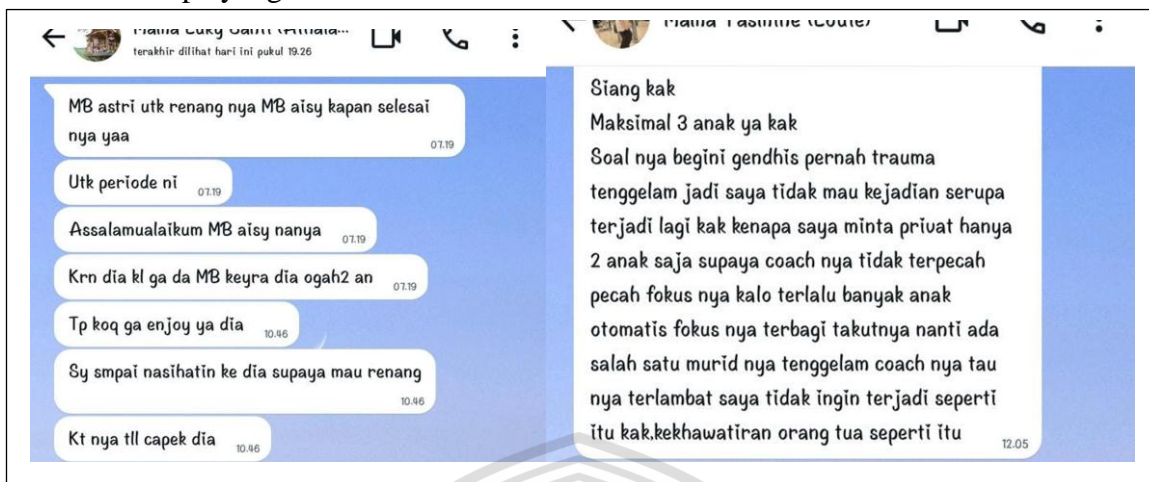 terakhir dilihat hari ini pukul 19.26
MB astri utk renang nya MB aisy kapan selesai
nya yaa
07.19
Utk periode ni 07.19
Assalamualaikum MB aisy nanya 07.19
Krn dia kl ga da MB keyra dia ogah2 an 07.19
Tp koq ga enjoy ya dia 10.46
Sy smpai nasihatin ke dia supaya mau renang
10.46
Kt nya tll capek dia 10.46
Siang kak
Maksimal 3 anak ya kak
Soal nya begini gendhis pernah trauma
tenggelam jadi saya tidak mau kejadian serupa
terjadi lagi kak kenapa saya minta privat hanya
2 anak saja supaya coach nya tidak terpecah
pecah fokus nya kalo terlalu banyak anak
otomatis fokus nya terbagi takutnya nanti ada
salah satu murid nya tenggelam coach nya tau
nya terlambat saya tidak ingin terjadi seperti
itu kak,kekhawatiran orang tua seperti itu 12.05